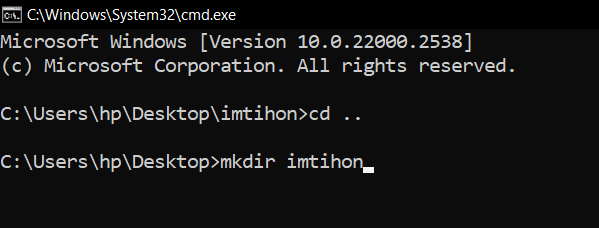 C:\Windows\System32\cmd.exe
Microsoft Windows [Version 10.0.22000.2538]
(c) Microsoft Corporation. All rights reserved.
C:\Users\hp\Desktop\imtihon>cd ..
C:\Users\hp\Desktop>mkdir imtihon